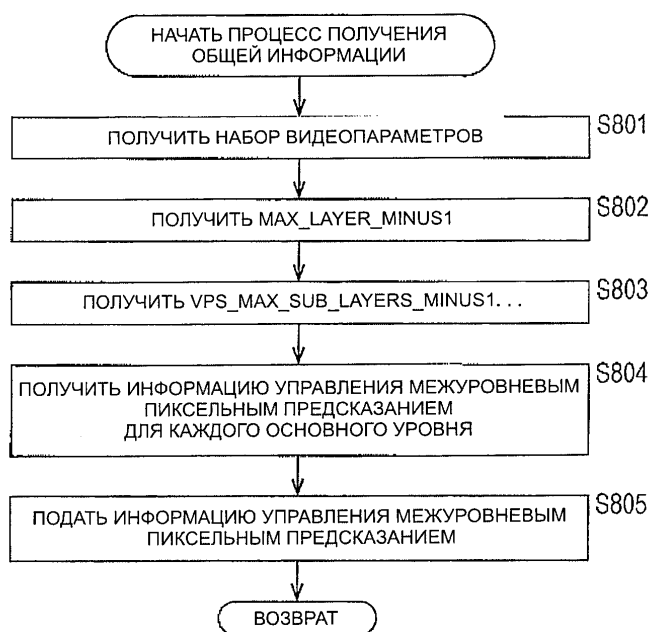 НАЧАТЬ ПРОЦЕСС ПОЛУЧЕНИЯ
ОБЩЕЙ ИНФОРМАЦИИ
ПОЛУЧИТЬ НАБОР ВИДЕОПАРАМЕТРОВ
S801
ПОЛУЧИТЬ MAX_LAYER_MINUS1
S802
ПОЛУЧИТЬ VPS_MAX_SUB_LAYERS_MINUS1. . .
S803
ПОЛУЧИТЬ ИНФОРМАЦИЮ УПРАВЛЕНИЯ МЕЖУРОВНЕВЫМ
ПИКСЕЛЬНЫМ ПРЕДСКАЗАНИЕМ
ДЛЯ КАЖДОГО ОСНОВНОГО УРОВНЯ
S804
ПОДАТЬ ИНФОРМАЦИЮ УПРАВЛЕНИЯ МЕЖУРОВНЕВЫМ
ПИКСЕЛЬНЫМ ПРЕДСКАЗАНИЕМ
S805
ВОЗВРАТ